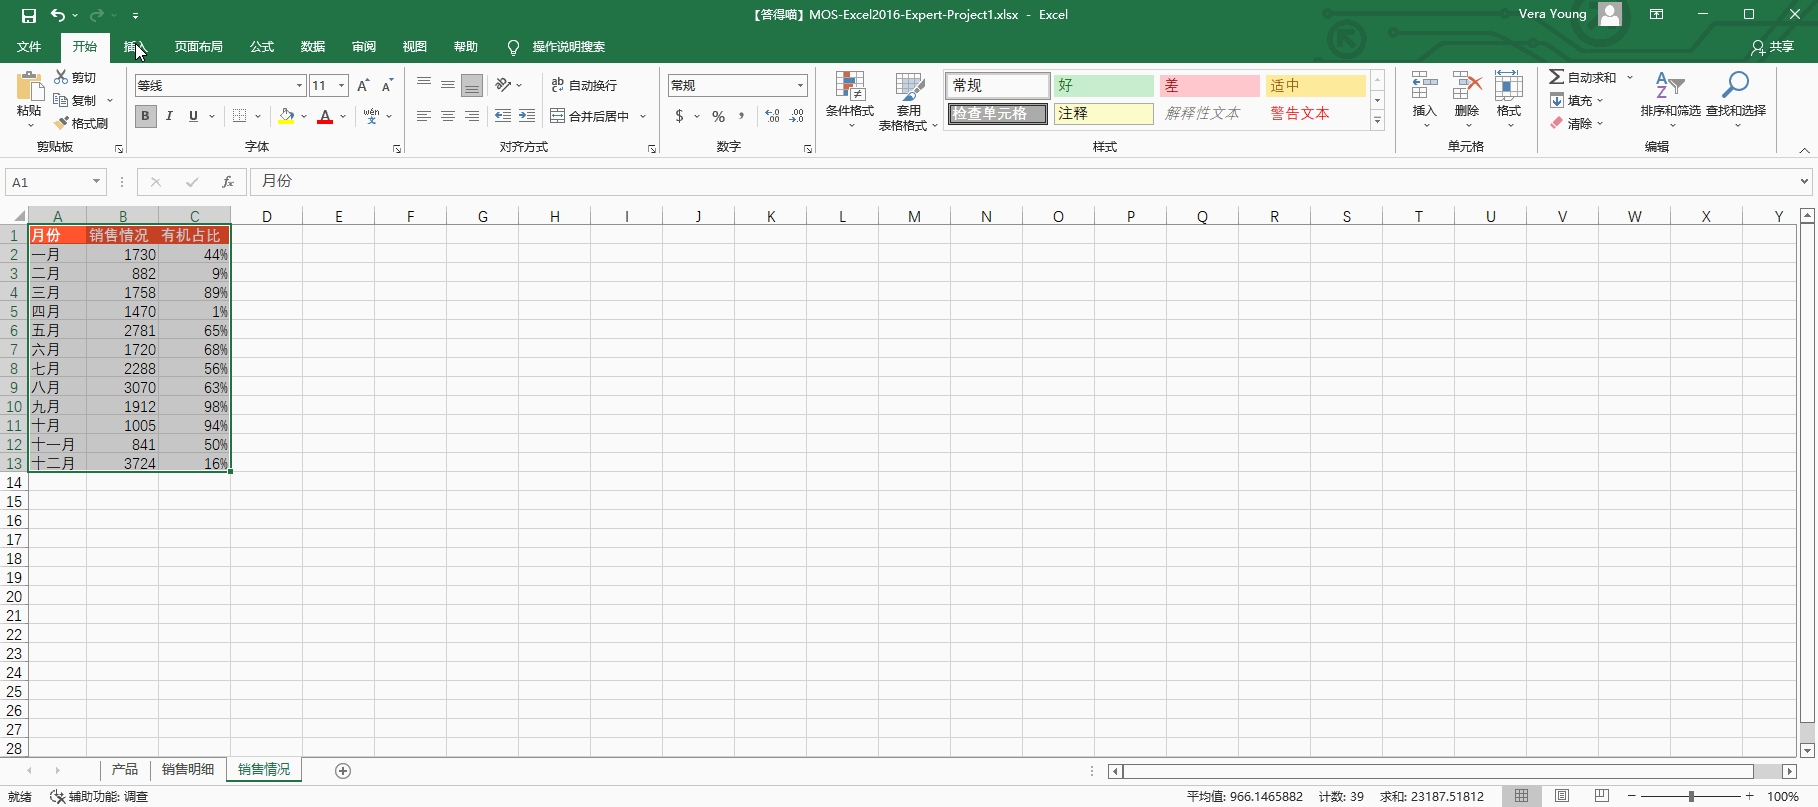 【答得喵】MOS-Excel2016-Expert-Project1.xlsx - Excel
Vera Young
文件 开始 插入 页面布局 公式 数据 审阅 视图 帮助 操作说明搜索 共享
粘贴 剪切 复制 格式刷
剪贴板
等线 11
B I U A wén 文
字体
ab 自动换行
合并后居中
对齐方式
常规
$ % ,
数字
条件格式 套用表格格式
常规 好 差 适中
检查单元格 注释 解释性文本 警告文本
样式
插入 删除 格式
单元格
自动求和 填充 清除 排序和筛选 查找和选择
编辑
A1 fx 月份
A B C D E F G H I J K L M N O P Q R S T U V W X Y
1 月份 销售情况 有机占比
2 一月 1730 44%
3 二月 882 9%
4 三月 1758 89%
5 四月 1470 1%
6 五月 2781 65%
7 六月 1720 68%
8 七月 2288 56%
9 八月 3070 63%
10 九月 1912 98%
11 十月 1005 94%
12 十一月 841 50%
13 十二月 3724 16%
14
15
16
17
18
19
20
21
22
23
24
25
26
27
28
产品 销售明细 销售情况
就绪 辅助功能: 调查 平均值: 966.1465882 计数: 39 求和: 23187.51812 100%